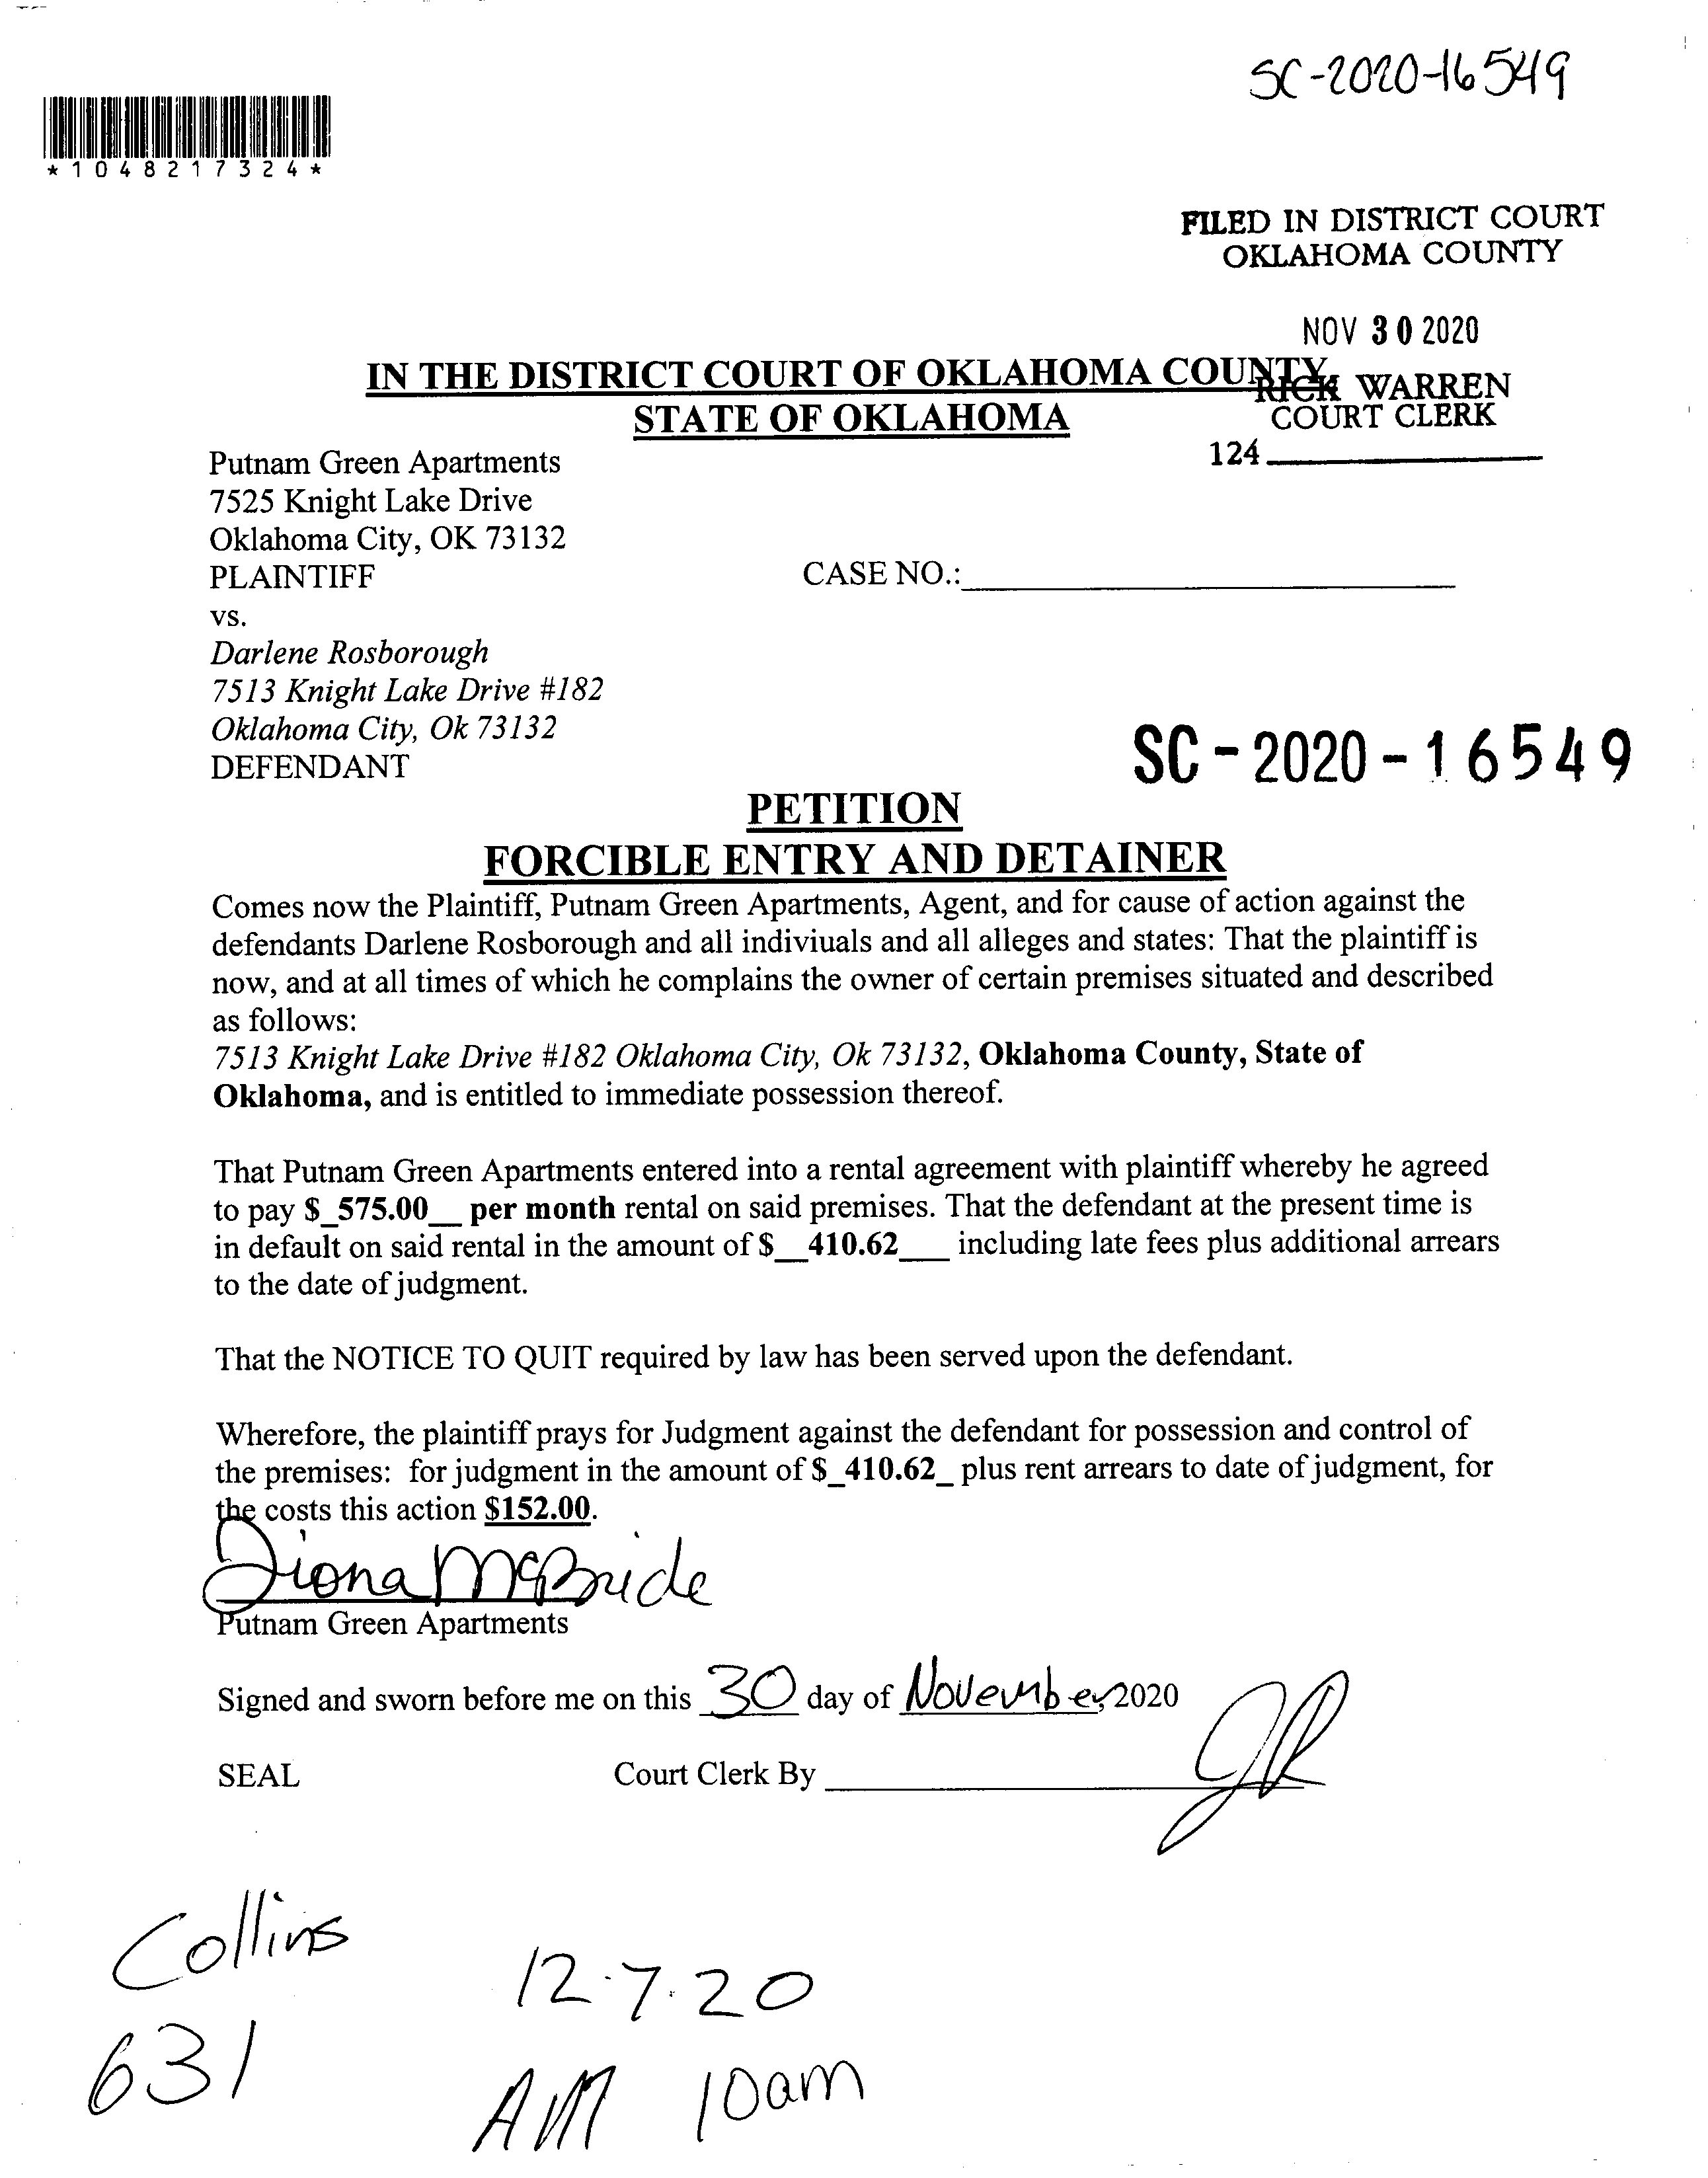 SC-2020-16549
*1048217324*
FILED IN DISTRICT COURT
OKLAHOMA COUNTY
NOV 30 2020
IN THE DISTRICT COURT OF OKLAHOMA COUNTY,
RICK WARREN
STATE OF OKLAHOMA
COURT CLERK
124
Putnam Green Apartments
7525 Knight Lake Drive
Oklahoma City, OK 73132
PLAINTIFF
CASE NO.:
vs.
Darlene Rosborough
7513 Knight Lake Drive #182
Oklahoma City, Ok 73132
DEFENDANT
SC-2020-16549
PETITION
FORCIBLE ENTRY AND DETAINER
Comes now the Plaintiff, Putnam Green Apartments, Agent, and for cause of action against the
defendants Darlene Rosborough and all indiviuals and all alleges and states: That the plaintiff is
now, and at all times of which he complains the owner of certain premises situated and described
as follows:
7513 Knight Lake Drive #182 Oklahoma City, Ok 73132, Oklahoma County, State of
Oklahoma, and is entitled to immediate possession thereof.
That Putnam Green Apartments entered into a rental agreement with plaintiff whereby he agreed
to pay $_575.00__ per month rental on said premises. That the defendant at the present time is
in default on said rental in the amount of $__410.62___ including late fees plus additional arrears
to the date of judgment.
That the NOTICE TO QUIT required by law has been served upon the defendant.
Wherefore, the plaintiff prays for Judgment against the defendant for possession and control of
the premises: for judgment in the amount of $_410.62_ plus rent arrears to date of judgment, for
the costs this action $152.00.
Diona McBride
Putnam Green Apartments
Signed and sworn before me on this 30 day of November, 2020
SEAL
Court Clerk By
Collins
12.7.20
631
AM 10am